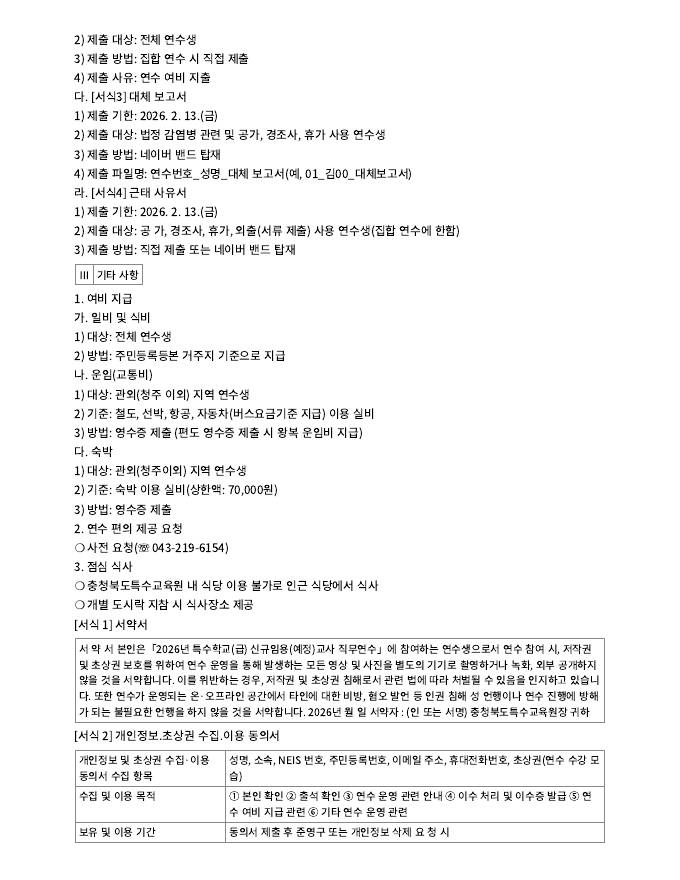 2) 제출 대상: 전체 연수생
3) 제출 방법: 집합 연수 시 직접 제출
4) 제출 사유: 연수 여비 지출
다. [서식3] 대체 보고서
1) 제출 기한: 2026. 2. 13.(금)
2) 제출 대상: 법정 감염병 관련 및 공가, 경조사, 휴가 사용 연수생
3) 제출 방법: 네이버 밴드 탑재
4) 제출 파일명: 연수번호_성명_대체 보고서(예, 01_김00_대체보고서)
라. [서식4] 근태 사유서
1) 제출 기한: 2026. 2. 13.(금)
2) 제출 대상: 공 가, 경조사, 휴가, 외출(서류 제출) 사용 연수생(집합 연수에 한함)
3) 제출 방법: 직접 제출 또는 네이버 밴드 탑재
III 기타 사항
1. 여비 지급
가. 일비 및 식비
1) 대상: 전체 연수생
2) 방법: 주민등록등본 거주지 기준으로 지급
나. 운임(교통비)
1) 대상: 관외(청주 이외) 지역 연수생
2) 기준: 철도, 선박, 항공, 자동차(버스요금기준 지급) 이용 실비
3) 방법: 영수증 제출 (편도 영수증 제출 시 왕복 운임비 지급)
다. 숙박
1) 대상: 관외(청주이외) 지역 연수생
2) 기준: 숙박 이용 실비(상한액: 70,000원)
3) 방법: 영수증 제출
2. 연수 편의 제공 요청
❍ 사전 요청(☏ 043-219-6154)
3. 점심 식사
❍ 충청북도특수교육원 내 식당 이용 불가로 인근 식당에서 식사
❍ 개별 도시락 지참 시 식사장소 제공
[서식 1] 서약서
서 약 서 본인은「2026년 특수학교(급) 신규임용(예정)교사 직무연수」에 참여하는 연수생으로서 연수 참여 시, 저작권
및 초상권 보호를 위하여 연수 운영을 통해 발생하는 모든 영상 및 사진을 별도의 기기로 촬영하거나 녹화, 외부 공개하지
않을 것을 서약합니다. 이를 위반하는 경우, 저작권 및 초상권 침해로서 관련 법에 따라 처벌될 수 있음을 인지하고 있습니
다. 또한 연수가 운영되는 온·오프라인 공간에서 타인에 대한 비방, 혐오 발언 등 인권 침해 성 언행이나 연수 진행에 방해
가 되는 불필요한 언행을 하지 않을 것을 서약합니다. 2026년 월 일 서약자 : (인 또는 서명) 충청북도특수교육원장 귀하
[서식 2] 개인정보.초상권 수집.이용 동의서
개인정보 및 초상권 수집·이용 동의서 수집 항목
성명, 소속, NEIS 번호, 주민등록번호, 이메일 주소, 휴대전화번호, 초상권(연수 수강 모
습)
수집 및 이용 목적
① 본인 확인 ② 출석 확인 ③ 연수 운영 관련 안내 ④ 이수 처리 및 이수증 발급 ⑤ 연
수 여비 지급 관련 ⑥ 기타 연수 운영 관련
보유 및 이용 기간
동의서 제출 후 준영구 또는 개인정보 삭제 요 청 시